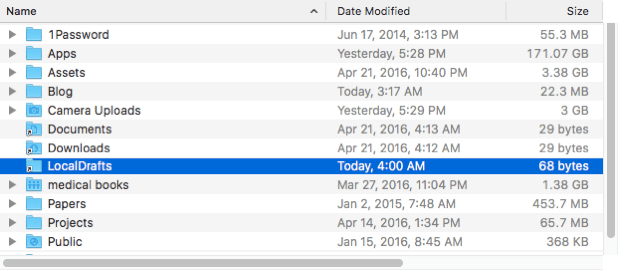 Name Date Modified Size
1Password Jun 17, 2014, 3:13 PM 55.3 MB
Apps Yesterday, 5:28 PM 171.07 GB
Assets Apr 21, 2016, 10:40 PM 3.38 GB
Blog Today, 3:17 AM 22.3 MB
Camera Uploads Yesterday, 5:29 PM 3 GB
Documents Apr 21, 2016, 4:13 AM 29 bytes
Downloads Apr 21, 2016, 4:12 AM 29 bytes
LocalDrafts Today, 4:00 AM 68 bytes
medical books Mar 27, 2016, 11:04 PM 1.38 GB
Papers Jan 2, 2015, 7:48 AM 453.7 MB
Projects Apr 14, 2016, 1:34 PM 65.7 MB
Public Jan 15, 2016, 8:45 AM 368 KB